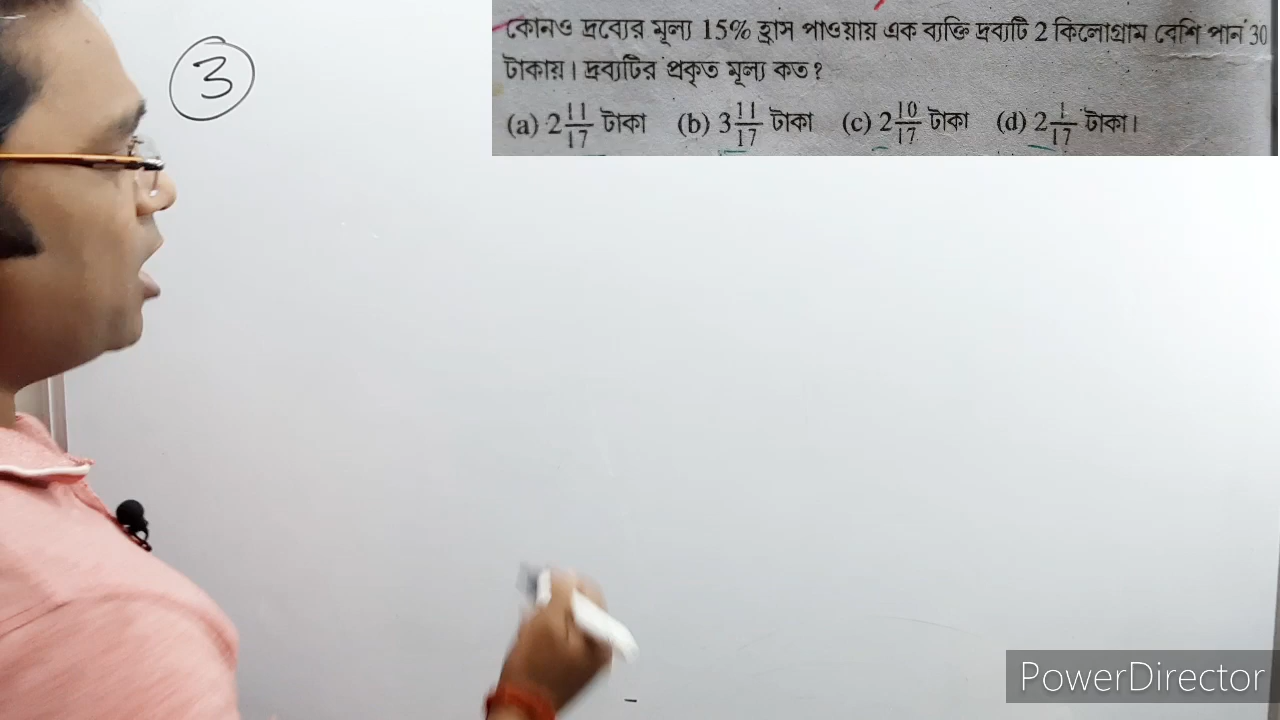 3
কোনও দ্রব্যের মূল্য 15% হ্রাস পাওয়ায় এক ব্যক্তি দ্রব্যটি 2 কিলোগ্রাম বেশি পান 30
টাকায়। দ্রব্যটির প্রকৃত মূল্য কত?
(a) 2 11/17 টাকা (b) 3 11/17 টাকা (c) 2 10/17 টাকা (d) 2 1/17 টাকা।
PowerDirector